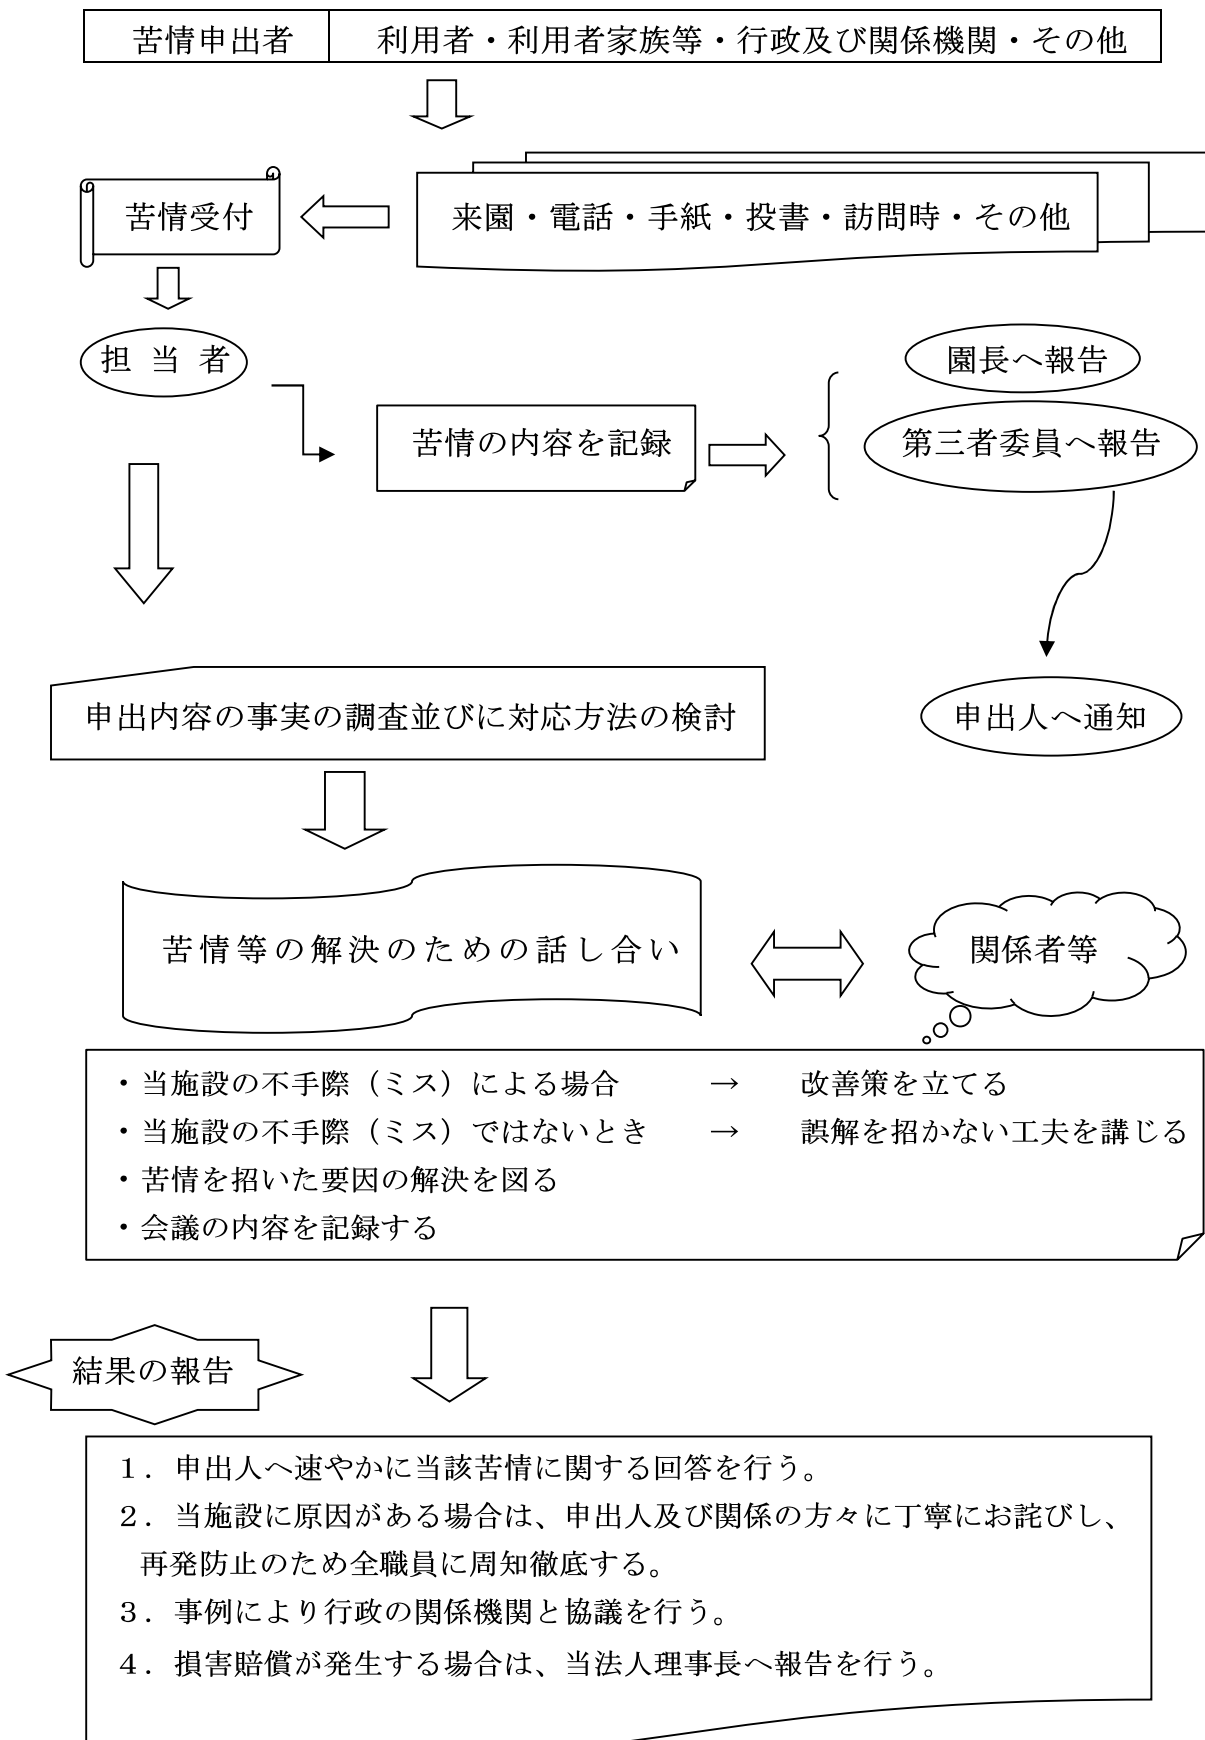 苦情申出者
利用者・利用者家族等・行政及び関係機関・その他
苦情受付
来園・電話・手紙・投書・訪問時・その他
担 当 者
園長へ報告
苦情の内容を記録
第三者委員へ報告
申出内容の事実の調査並びに対応方法の検討
申出人へ通知
苦情等の解決のための話し合い
関係者等
・当施設の不手際（ミス）による場合　→　改善策を立てる
・当施設の不手際（ミス）ではないとき　→　誤解を招かない工夫を講じる
・苦情を招いた要因の解決を図る
・会議の内容を記録する
結果の報告
１．申出人へ速やかに当該苦情に関する回答を行う。
２．当施設に原因がある場合は、申出人及び関係の方々に丁寧にお詫びし、
再発防止のため全職員に周知徹底する。
３．事例により行政の関係機関と協議を行う。
４．損害賠償が発生する場合は、当法人理事長へ報告を行う。